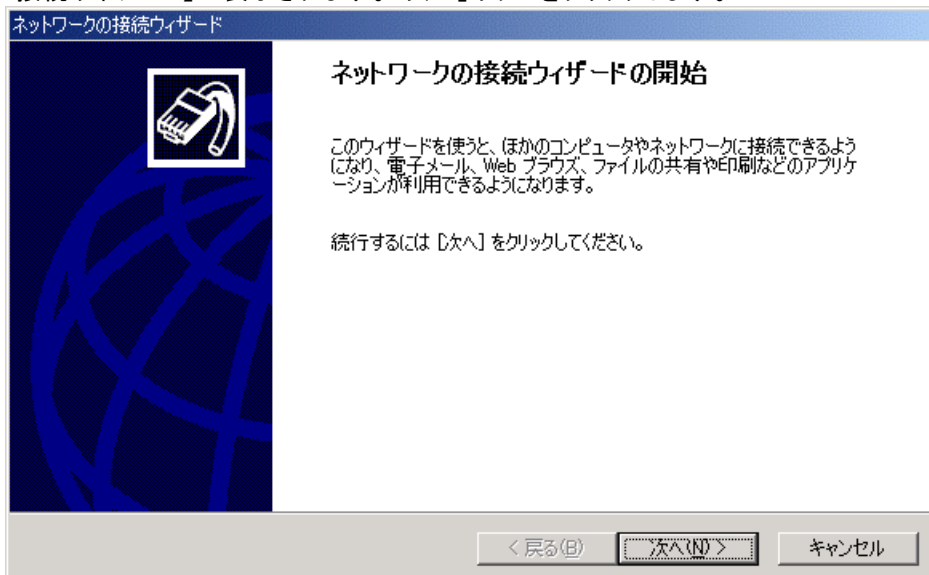 ネットワークの接続ウィザード
ネットワークの接続ウィザードの開始
このウィザードを使うと、ほかのコンピュータやネットワークに接続できるよう
になり、電子メール、Web ブラウズ、ファイルの共有や印刷などのアプリケ
ーションが利用できるようになります。
続行するには [次へ] をクリックしてください。
< 戻る(B)
次へ(N) >
キャンセル